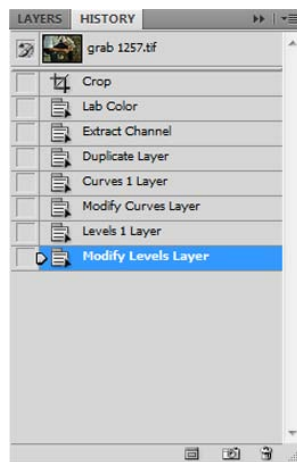 LAYERS HISTORY
grab 1257.tif
Crop
Lab Color
Extract Channel
Duplicate Layer
Curves 1 Layer
Modify Curves Layer
Levels 1 Layer
Modify Levels Layer